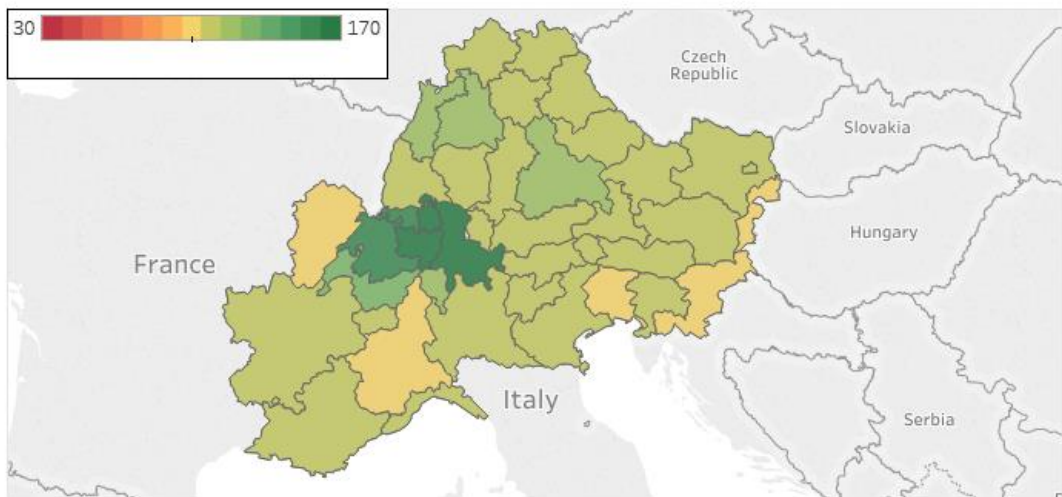 30 170
Czech
Republic
Slovakia
Hungary
France
Italy
Serbia